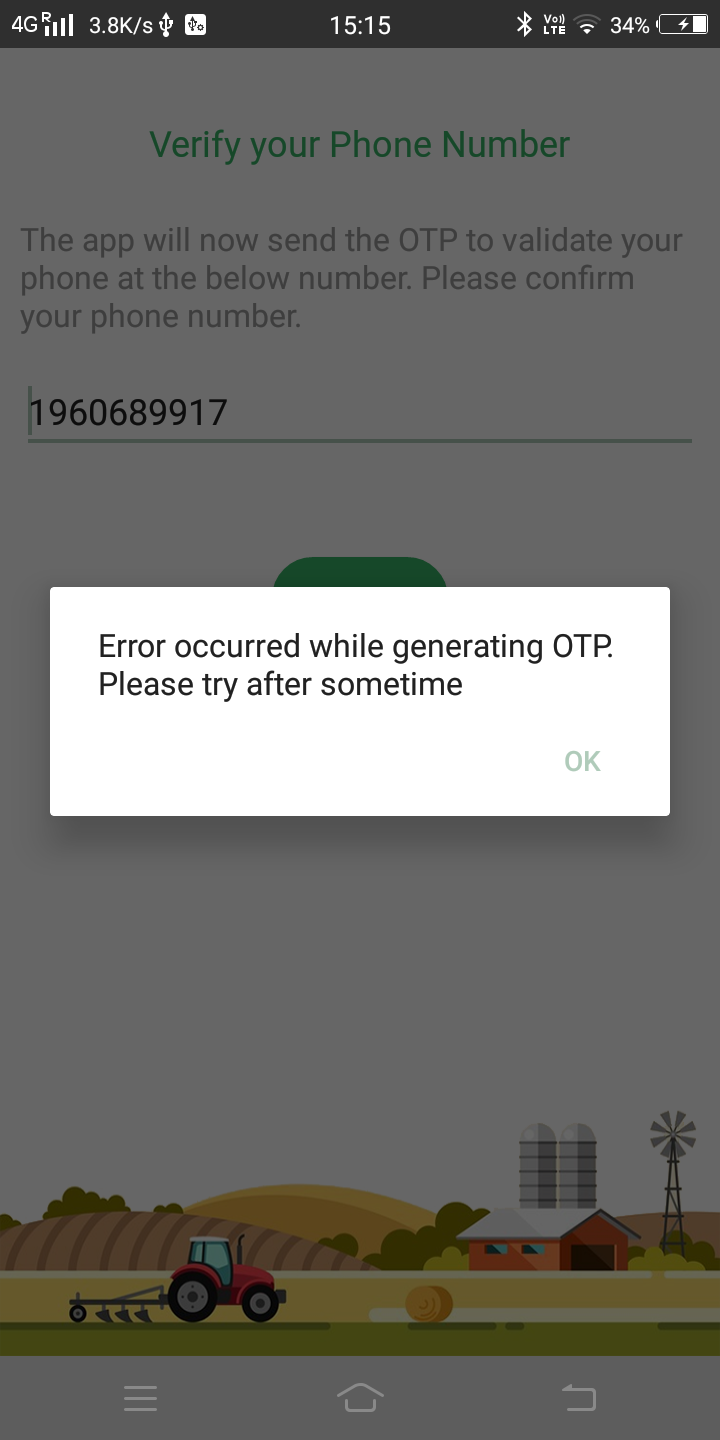 4G R 3.8K/s 15:15 Vo)) LTE 34%
Verify your Phone Number
The app will now send the OTP to validate your
phone at the below number. Please confirm
your phone number.
1960689917
Error occurred while generating OTP.
Please try after sometime
OK